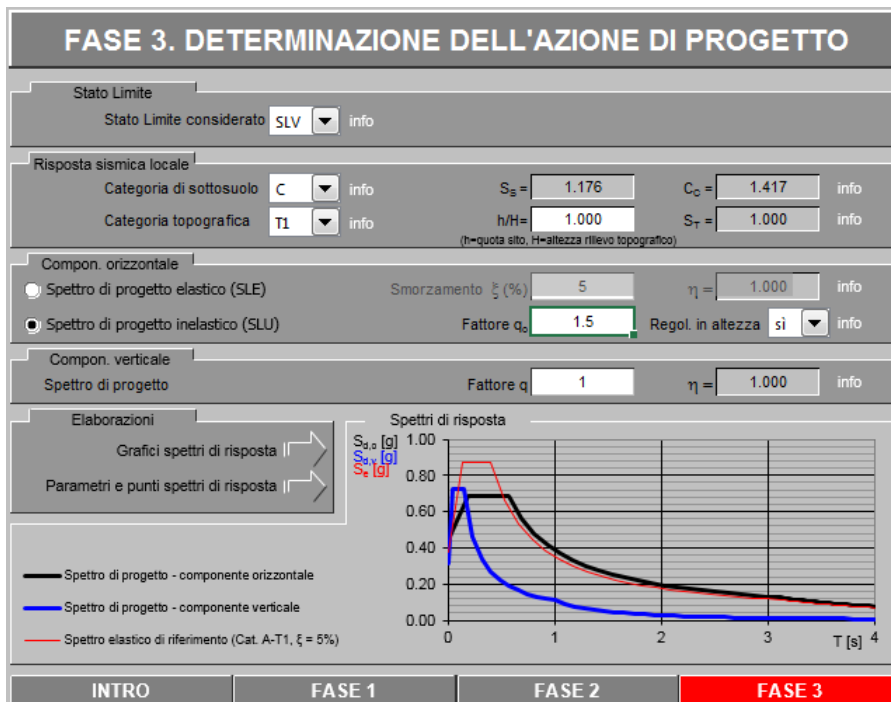 FASE 3. DETERMINAZIONE DELL'AZIONE DI PROGETTO
Stato Limite
Stato Limite considerato SLV info
Risposta sismica locale
Categoria di sottosuolo C info SS = 1.176 CC = 1.417 info
Categoria topografica T1 info h/H= 1.000 ST = 1.000 info
(h=quota sito, H=altezza rilievo topografico)
Compon. orizzontale
Spettro di progetto elastico (SLE) Smorzamento ξ (%) 5 η = 1.000 info
Spettro di progetto inelastico (SLU) Fattore qo 1.5 Regol. in altezza sì info
Compon. verticale
Spettro di progetto Fattore q 1 η = 1.000 info
Elaborazioni
Grafici spettri di risposta
Parametri e punti spettri di risposta
Spettri di risposta
Sd,o [g]
Sd,v [g]
Se [g]
1.00
0.80
0.60
0.40
0.20
0.00
0 1 2 3 4
T [s]
Spettro di progetto - componente orizzontale
Spettro di progetto - componente verticale
Spettro elastico di riferimento (Cat. A-T1, ξ = 5%)
INTRO FASE 1 FASE 2 FASE 3